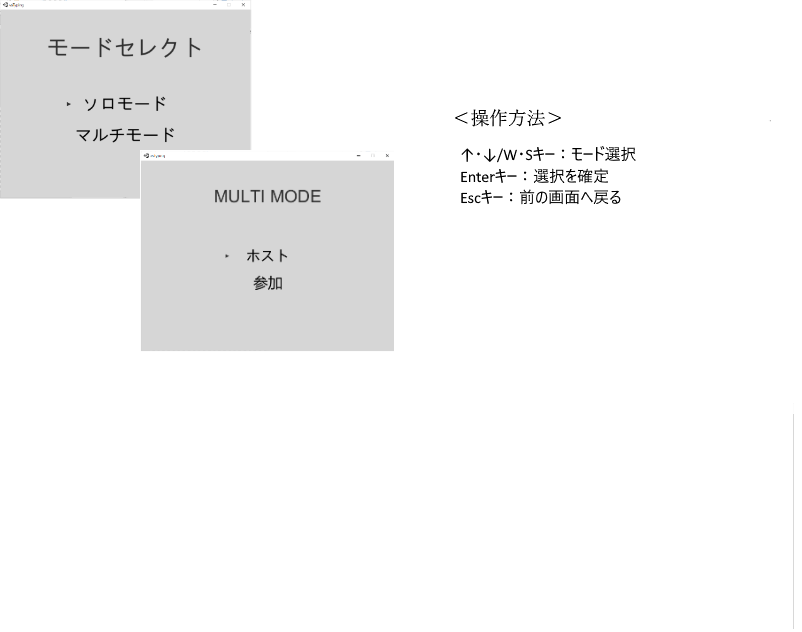 モードセレクト
ソロモード
マルチモード
MULTI MODE
ホスト
参加
＜操作方法＞
↑・↓/W・Sキー：モード選択
Enterキー：選択を確定
Escキー：前の画面へ戻る